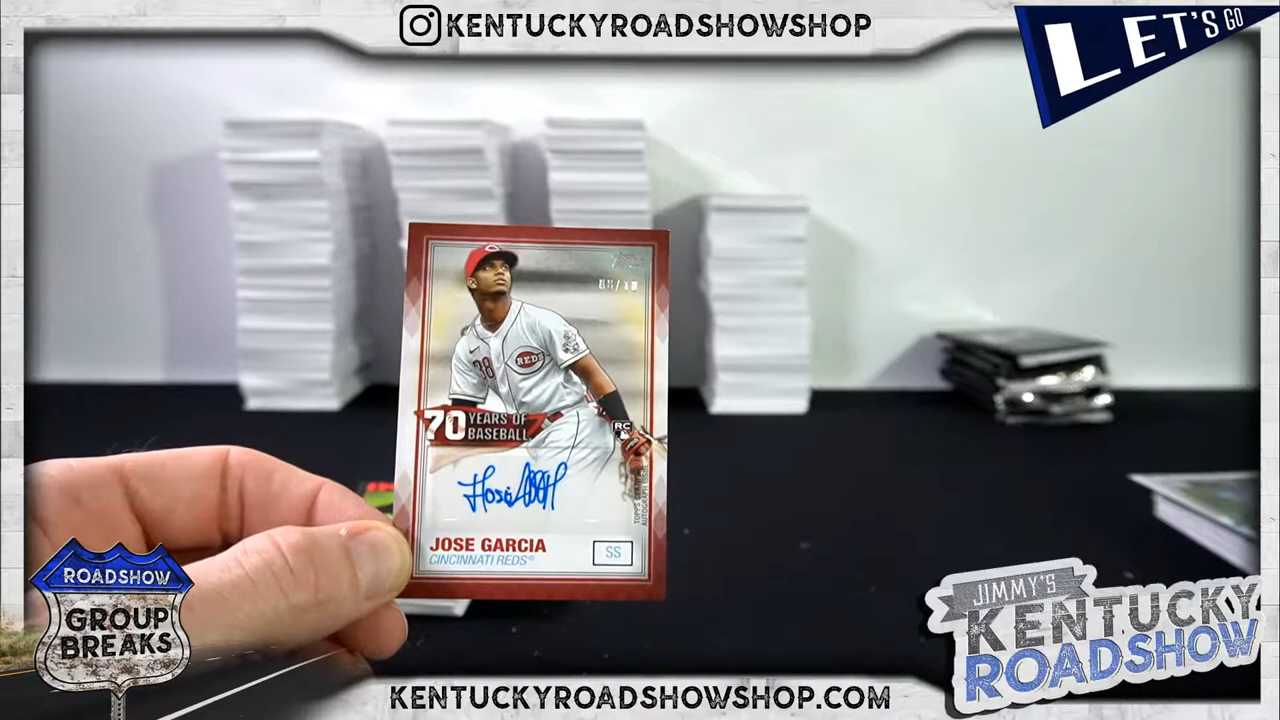 KENTUCKYROADSHOWSHOP
LET'S GO
REDS
38
70 YEARS OF
BASEBALL
RC
JOSE GARCIA
CINCINNATI REDS®
SS
ROADSHOW
GROUP
BREAKS
JIMMY'S
KENTUCKY
ROADSHOW
KENTUCKYROADSHOWSHOP.COM